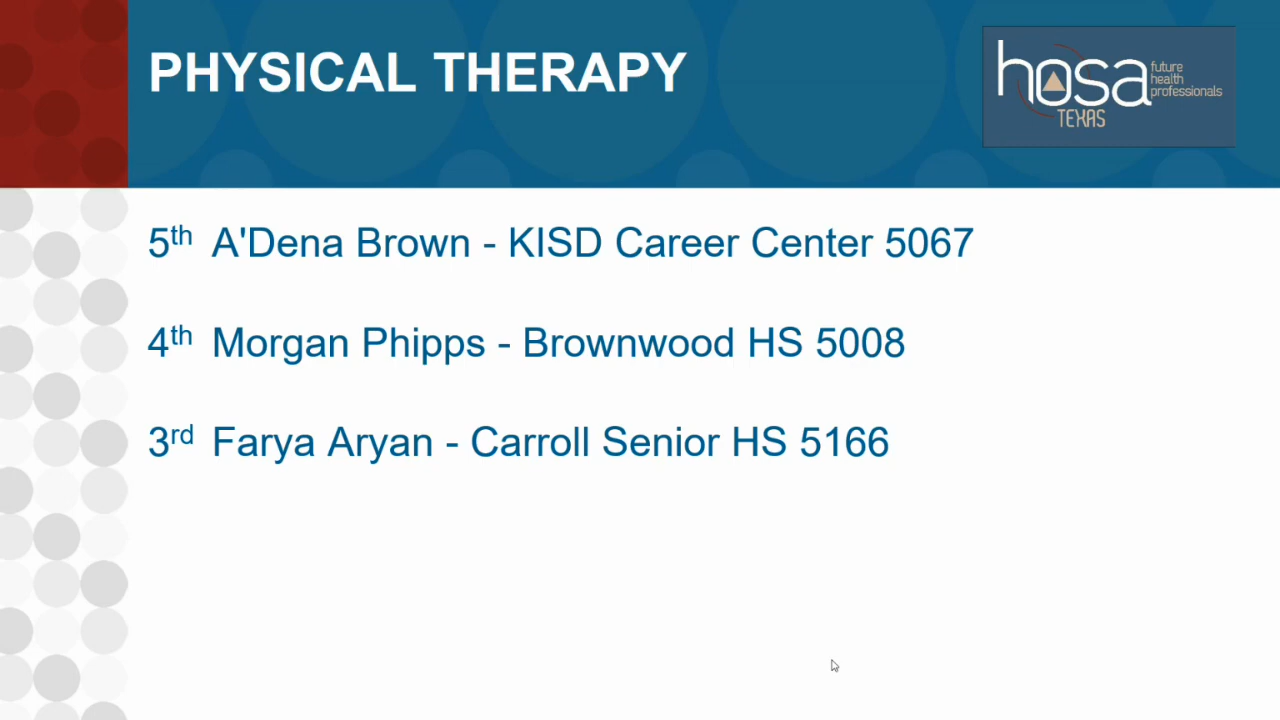 PHYSICAL THERAPY
hosa future health professionals
TEXAS
5th A'Dena Brown - KISD Career Center 5067
4th Morgan Phipps - Brownwood HS 5008
3rd Farya Aryan - Carroll Senior HS 5166